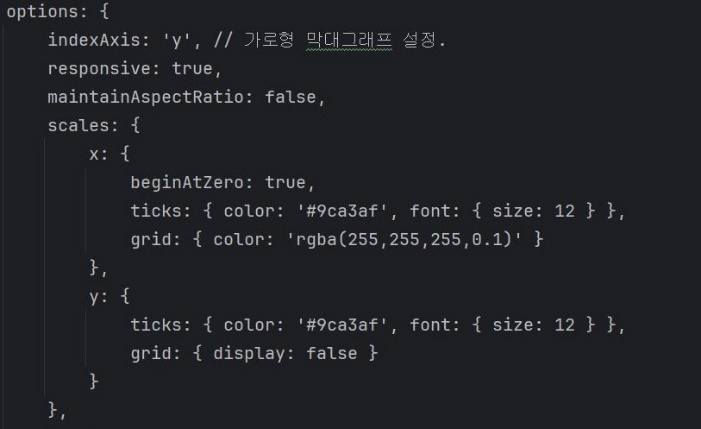 options: {
indexAxis: 'y', // 가로형 막대그래프 설정.
responsive: true,
maintainAspectRatio: false,
scales: {
x: {
beginAtZero: true,
ticks: { color: '#9ca3af', font: { size: 12 } },
grid: { color: 'rgba(255,255,255,0.1)' }
},
y: {
ticks: { color: '#9ca3af', font: { size: 12 } },
grid: { display: false }
}
},